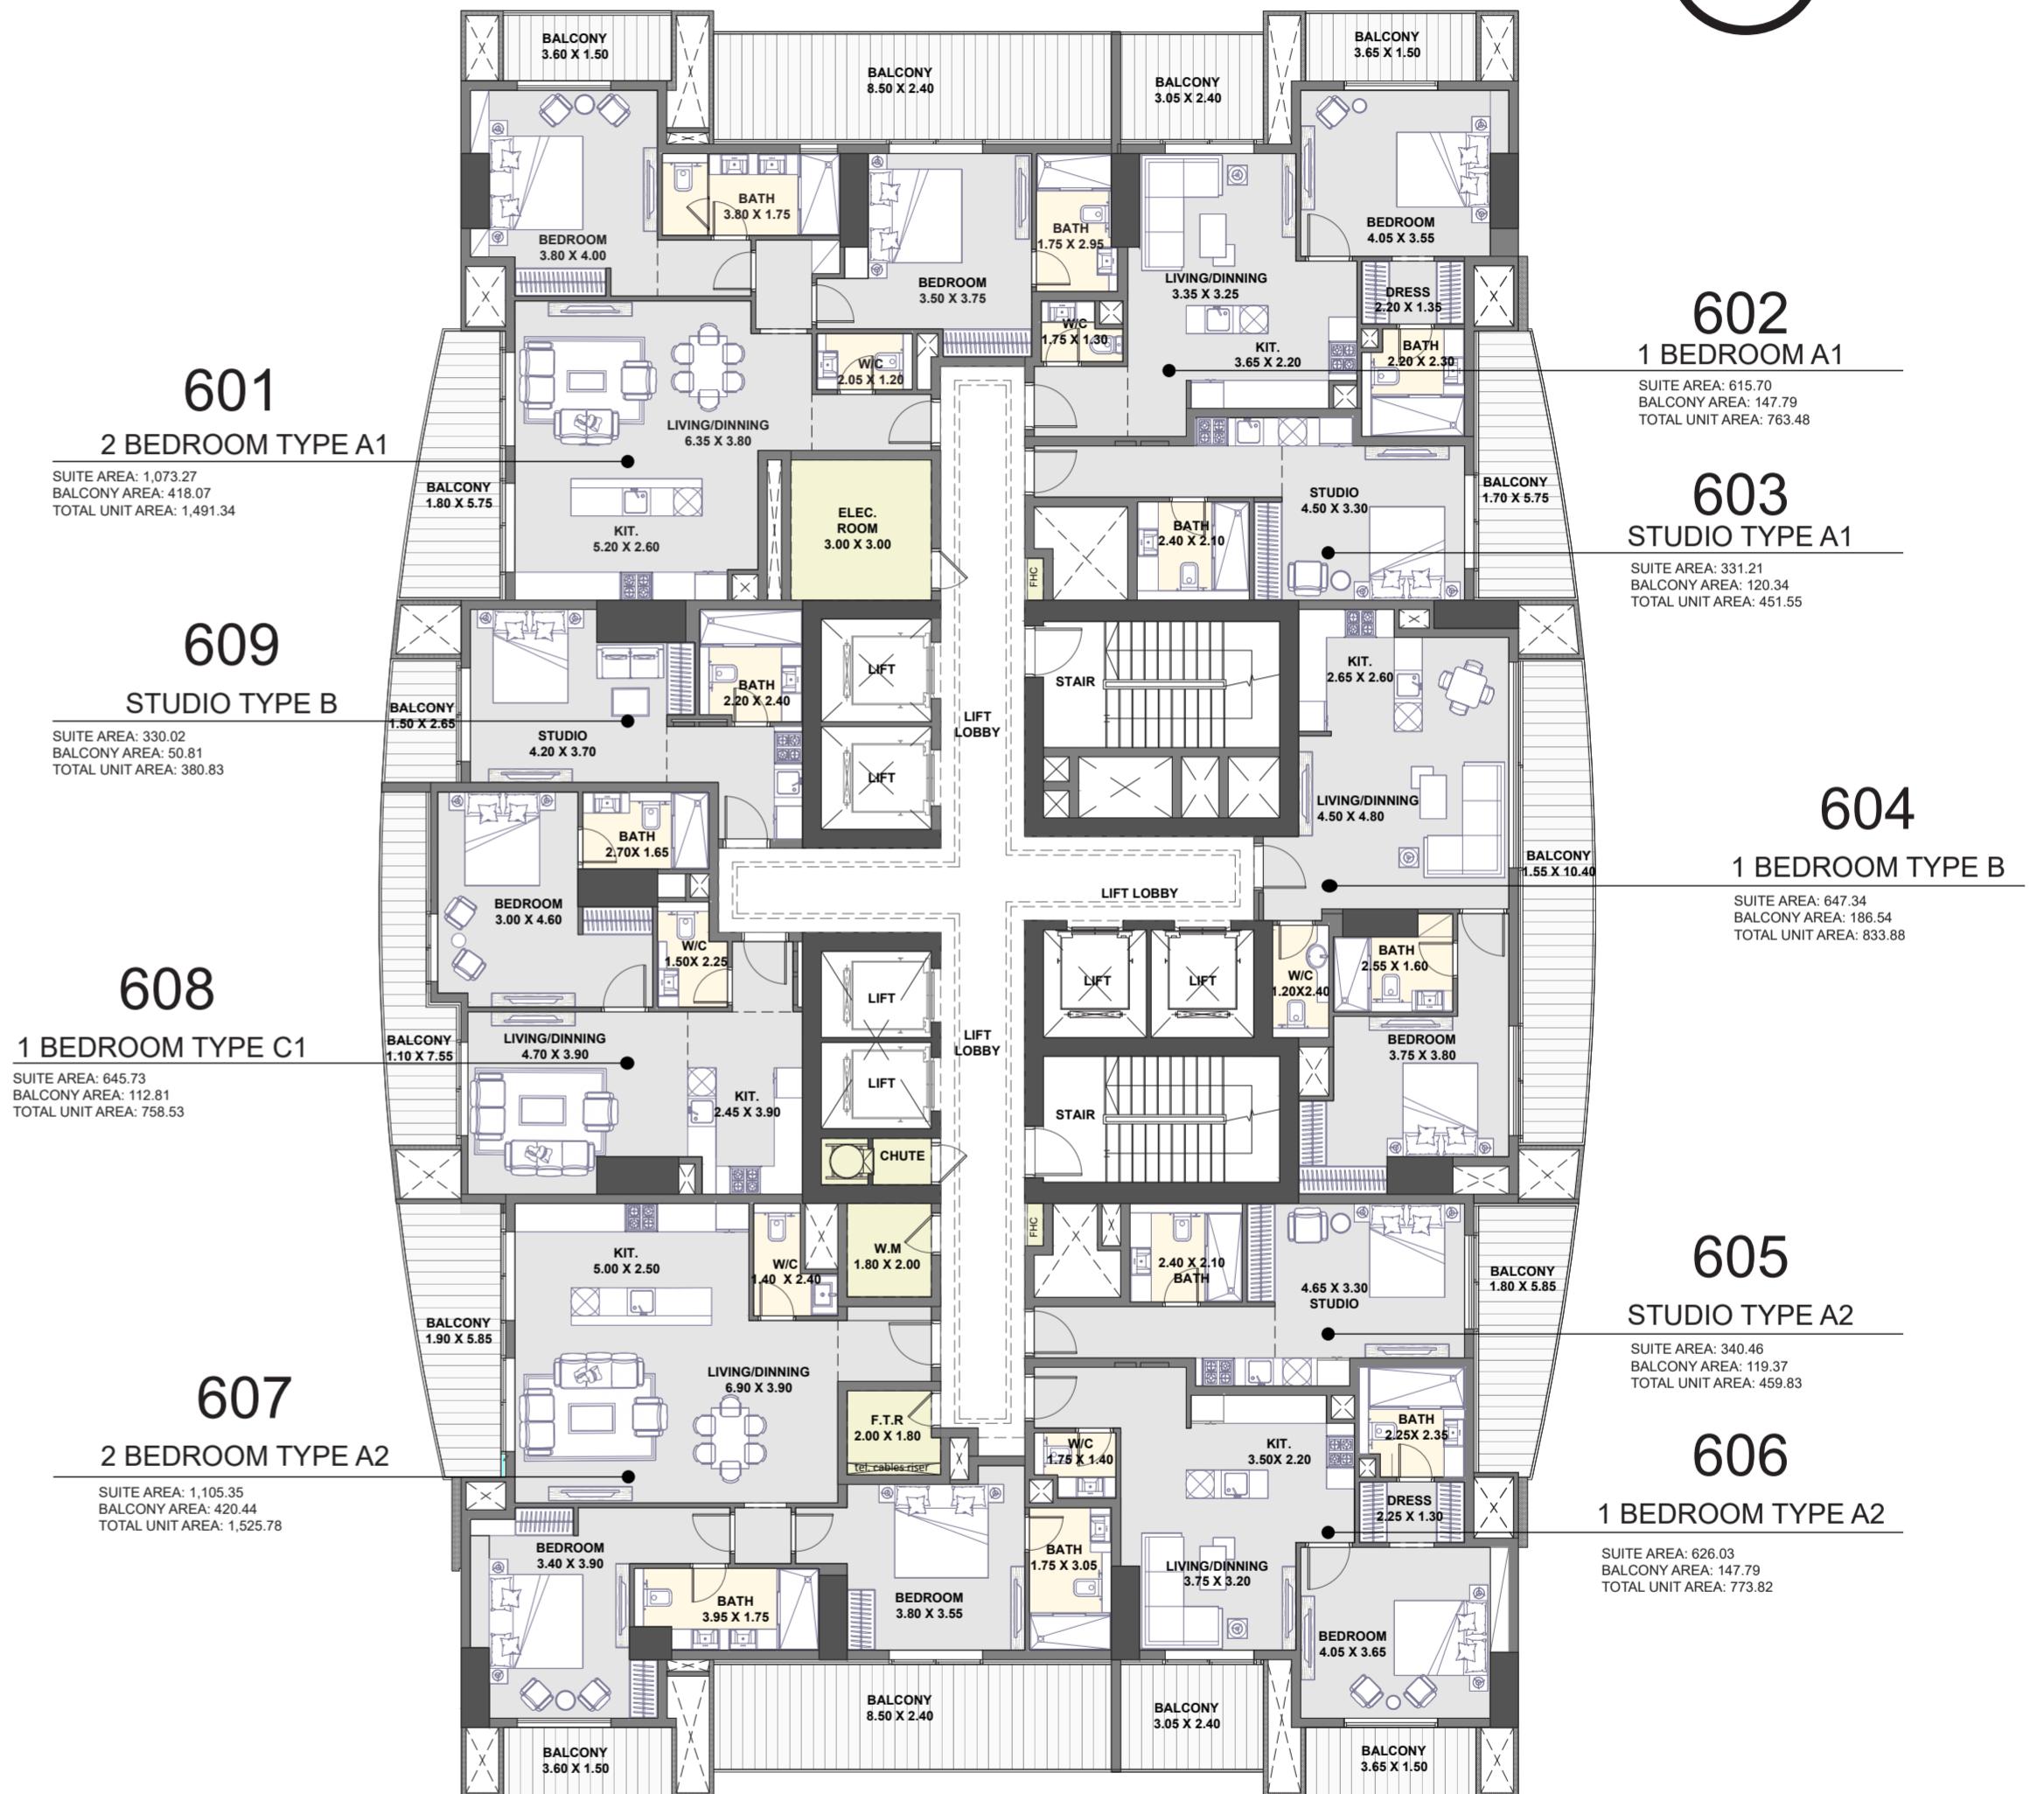 BALCONY
3.60 X 1.50
BALCONY
8.50 X 2.40
BALCONY
3.05 X 2.40
BALCONY
3.65 X 1.50
BATH
3.80 X 1.75
BEDROOM
3.80 X 4.00
BEDROOM
3.50 X 3.75
BATH
1.75 X 2.95
LIVING/DINNING
3.35 X 3.25
BEDROOM
4.05 X 3.55
DRESS
2.20 X 1.35
W/C
1.75 X 1.30
KIT.
3.65 X 2.20
BATH
2.20 X 2.30
W/C
2.05 X 1.20
602
1 BEDROOM A1
SUITE AREA: 615.70
BALCONY AREA: 147.79
TOTAL UNIT AREA: 763.48
601
2 BEDROOM TYPE A1
SUITE AREA: 1,073.27
BALCONY AREA: 418.07
TOTAL UNIT AREA: 1,491.34
LIVING/DINNING
6.35 X 3.80
BALCONY
1.80 X 5.75
KIT.
5.20 X 2.60
ELEC.
ROOM
3.00 X 3.00
BATH
2.40 X 2.10
STUDIO
4.50 X 3.30
BALCONY
1.70 X 5.75
FHC
603
STUDIO TYPE A1
SUITE AREA: 331.21
BALCONY AREA: 120.34
TOTAL UNIT AREA: 451.55
609
STUDIO TYPE B
SUITE AREA: 330.02
BALCONY AREA: 50.81
TOTAL UNIT AREA: 380.83
BALCONY
1.50 X 2.65
STUDIO
4.20 X 3.70
BATH
2.20 X 2.40
LIFT
LIFT
LIFT
LOBBY
STAIR
KIT.
2.65 X 2.60
LIVING/DINNING
4.50 X 4.80
604
1 BEDROOM TYPE B
SUITE AREA: 647.34
BALCONY AREA: 186.54
TOTAL UNIT AREA: 833.88
BALCONY
1.55 X 10.40
BATH
2.70X 1.65
BEDROOM
3.00 X 4.60
W/C
1.50X 2.25
LIFT LOBBY
LIFT
LIFT
W/C
1.20X2.40
BATH
2.55 X 1.60
BEDROOM
3.75 X 3.80
608
1 BEDROOM TYPE C1
SUITE AREA: 645.73
BALCONY AREA: 112.81
TOTAL UNIT AREA: 758.53
BALCONY
1.10 X 7.55
LIVING/DINNING
4.70 X 3.90
KIT.
2.45 X 3.90
LIFT
LIFT
LIFT
LOBBY
STAIR
CHUTE
KIT.
5.00 X 2.50
W/C
1.40 X 2.40
W.M
1.80 X 2.00
FHC
2.40 X 2.10
BATH
4.65 X 3.30
STUDIO
BALCONY
1.80 X 5.85
605
STUDIO TYPE A2
SUITE AREA: 340.46
BALCONY AREA: 119.37
TOTAL UNIT AREA: 459.83
BALCONY
1.90 X 5.85
LIVING/DINNING
6.90 X 3.90
607
2 BEDROOM TYPE A2
SUITE AREA: 1,105.35
BALCONY AREA: 420.44
TOTAL UNIT AREA: 1,525.78
F.T.R
2.00 X 1.80
tel. cables riser
W/C
1.75 X 1.40
KIT.
3.50X 2.20
BATH
2.25X 2.35
DRESS
2.25 X 1.30
606
1 BEDROOM TYPE A2
SUITE AREA: 626.03
BALCONY AREA: 147.79
TOTAL UNIT AREA: 773.82
BEDROOM
3.40 X 3.90
BATH
3.95 X 1.75
BEDROOM
3.80 X 3.55
BATH
1.75 X 3.05
LIVING/DINNING
3.75 X 3.20
BEDROOM
4.05 X 3.65
BALCONY
3.60 X 1.50
BALCONY
8.50 X 2.40
BALCONY
3.05 X 2.40
BALCONY
3.65 X 1.50